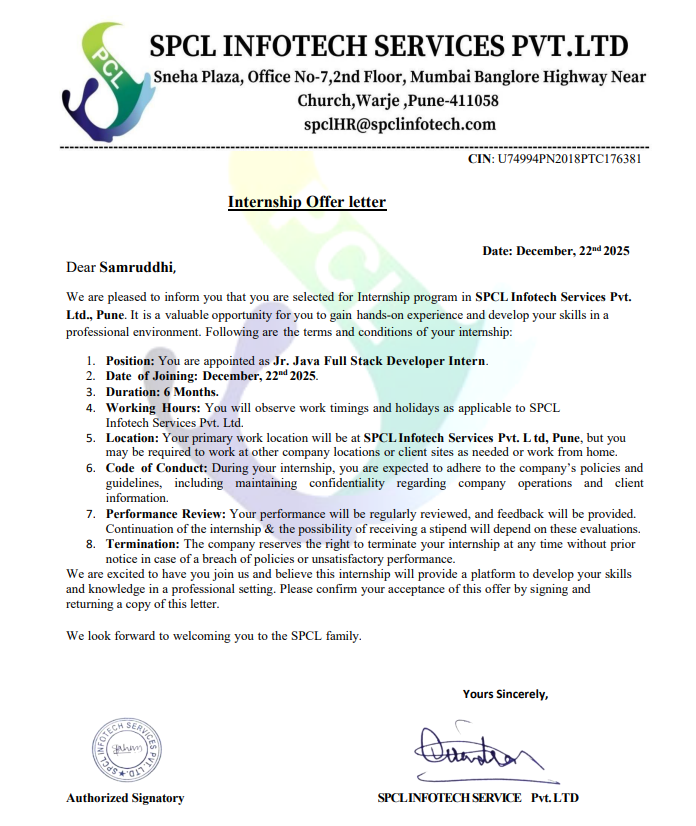 PCL
SPCL INFOTECH SERVICES PVT.LTD
Sneha Plaza, Office No-7,2nd Floor, Mumbai Banglore Highway Near
Church,Warje ,Pune-411058
spclHR@spclinfotech.com
CIN: U74994PN2018PTC176381
Internship Offer letter
Date: December, 22nd 2025
Dear Samruddhi,
We are pleased to inform you that you are selected for Internship program in SPCL Infotech Services Pvt.
Ltd., Pune. It is a valuable opportunity for you to gain hands-on experience and develop your skills in a
professional environment. Following are the terms and conditions of your internship:
1. Position: You are appointed as Jr. Java Full Stack Developer Intern.
2. Date of Joining: December, 22nd 2025.
3. Duration: 6 Months.
4. Working Hours: You will observe work timings and holidays as applicable to SPCL
Infotech Services Pvt. Ltd.
5. Location: Your primary work location will be at SPCL Infotech Services Pvt. L td, Pune, but you
may be required to work at other company locations or client sites as needed or work from home.
6. Code of Conduct: During your internship, you are expected to adhere to the company's policies and
guidelines, including maintaining confidentiality regarding company operations and client
information.
7. Performance Review: Your performance will be regularly reviewed, and feedback will be provided.
Continuation of the internship & the possibility of receiving a stipend will depend on these evaluations.
8. Termination: The company reserves the right to terminate your internship at any time without prior
notice in case of a breach of policies or unsatisfactory performance.
We are excited to have you join us and believe this internship will provide a platform to develop your skills
and knowledge in a professional setting. Please confirm your acceptance of this offer by signing and
returning a copy of this letter.
We look forward to welcoming you to the SPCL family.
Yours Sincerely,
SPCL INFOTECH SERVICES PVT. LTD.
Authorized Signatory
SPCL INFOTECH SERVICE Pvt. LTD